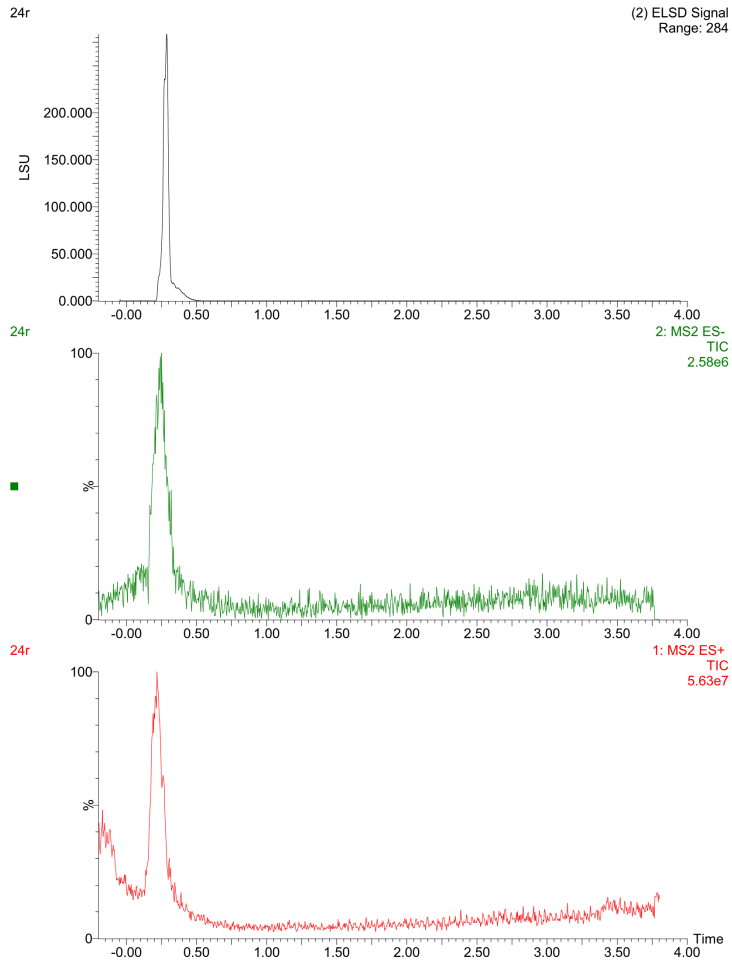 24r
(2) ELSD Signal
Range: 284
LSU
200.000
150.000
100.000
50.000
0.000
-0.00 0.50 1.00 1.50 2.00 2.50 3.00 3.50 4.00
24r
2: MS2 ES-
TIC
2.58e6
100
%
0
-0.00 0.50 1.00 1.50 2.00 2.50 3.00 3.50 4.00
24r
1: MS2 ES+
TIC
5.63e7
100
%
0
Time
-0.00 0.50 1.00 1.50 2.00 2.50 3.00 3.50 4.00